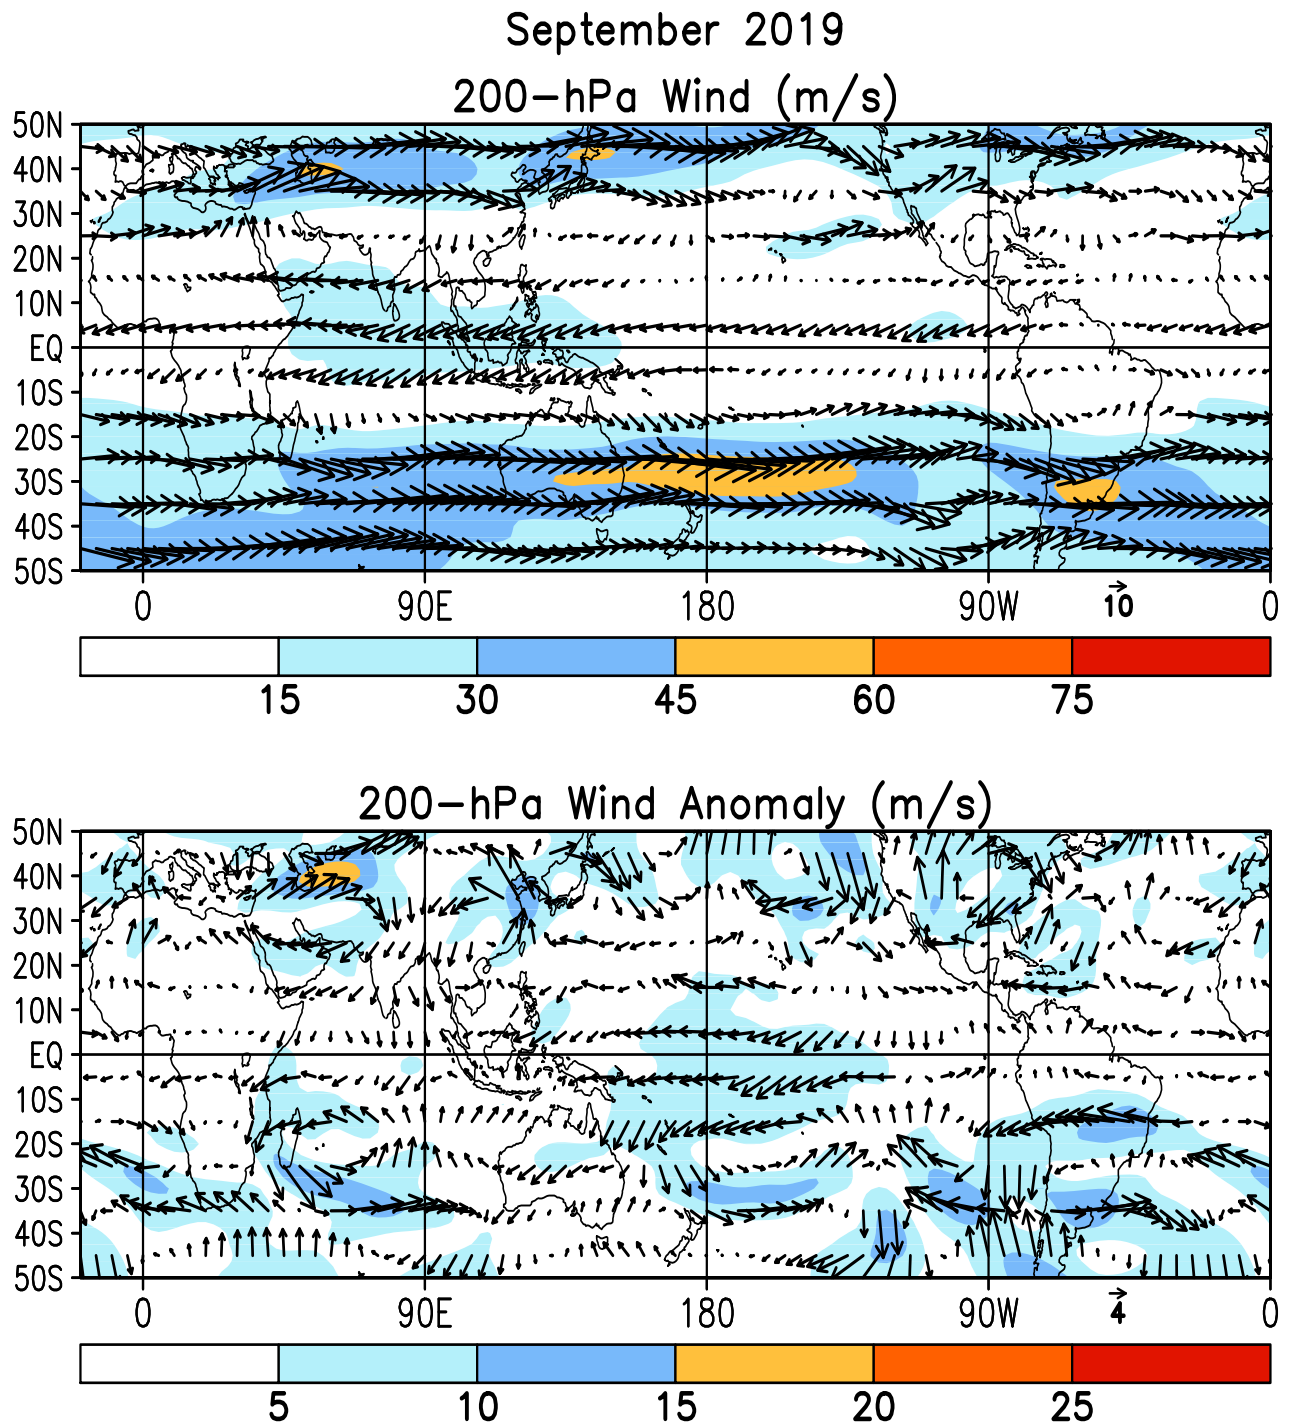 September 2019
200-hPa Wind (m/s)
50N
40N
30N
20N
10N
EQ
10S
20S
30S
40S
50S
0 90E 180 90W 10 0
15 30 45 60 75
200-hPa Wind Anomaly (m/s)
50N
40N
30N
20N
10N
EQ
10S
20S
30S
40S
50S
0 90E 180 90W 4 0
5 10 15 20 25